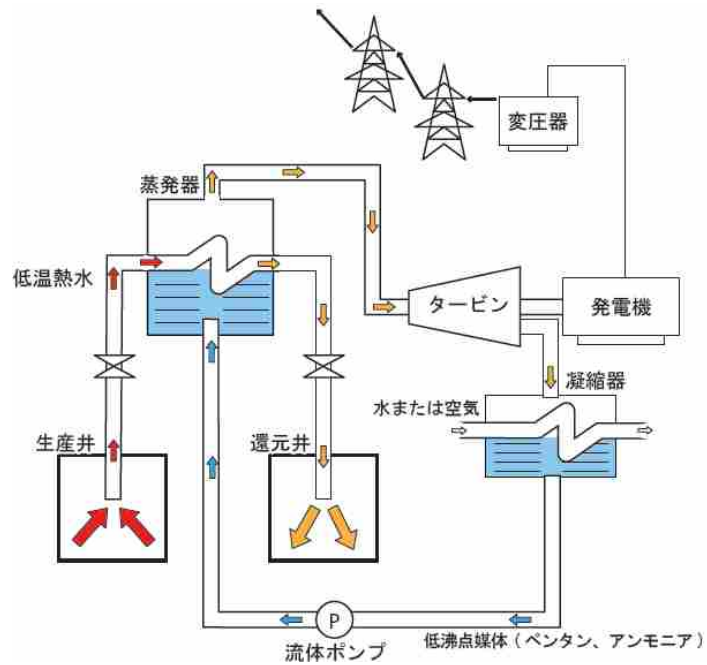 変圧器
蒸発器
低温熱水
タービン
発電機
凝縮器
水または空気
生産井
還元井
P
低沸点媒体(ペンタン、アンモニア)
流体ポンプ